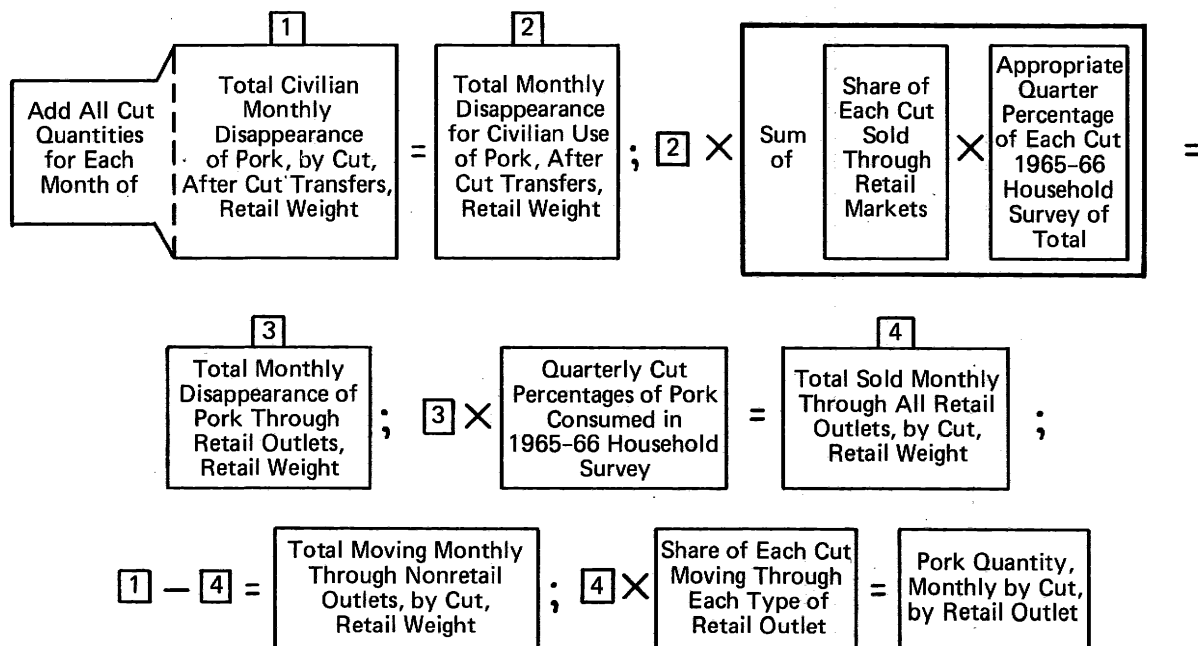 1
2
Add All Cut
Quantities
for Each
Month of
Total Civilian
Monthly
Disappearance
of Pork, by Cut,
After Cut Transfers,
Retail Weight
=
Total Monthly
Disappearance
for Civilian Use
of Pork, After
Cut Transfers,
Retail Weight
; 2 ×
Sum
of
Share of
Each Cut
Sold
Through
Retail
Markets
×
Appropriate
Quarter
Percentage
of Each Cut
1965–66
Household
Survey of
Total
=
3
Total Monthly
Disappearance of
Pork Through
Retail Outlets,
Retail Weight
; 3 ×
Quarterly Cut
Percentages of Pork
Consumed in
1965–66 Household
Survey
=
4
Total Sold Monthly
Through All Retail
Outlets, by Cut,
Retail Weight
;
1 – 4 =
Total Moving Monthly
Through Nonretail
Outlets, by Cut,
Retail Weight
; 4 ×
Share of Each Cut
Moving Through
Each Type of
Retail Outlet
=
Pork Quantity,
Monthly by Cut,
by Retail Outlet